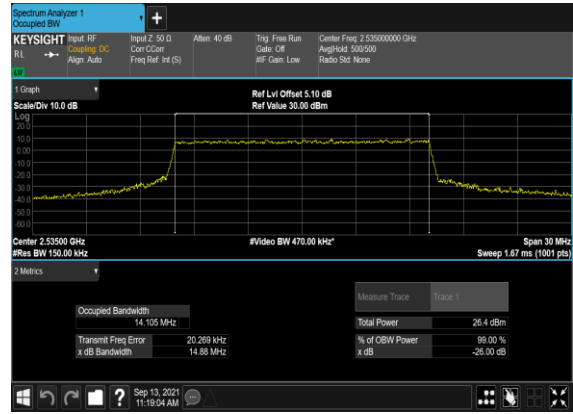 Spectrum Analyzer 1
Occupied BW
+
KEYSIGHT Input: RF Input Z: 50 Ω Atten: 40 dB Trig: Free Run Center Freq: 2.535000000 GHz
RL Coupling: DC Corr CCorr Gate: Off Avg|Hold: 500/500
Align: Auto Freq Ref: Int (S) #IF Gain: Low Radio Std: None
LW
1 Graph Ref Lvl Offset 5.10 dB
Scale/Div 10.0 dB Ref Value 30.00 dBm
Log
20.0
10.0
0.00
-10.0
-20.0
-30.0
-40.0
-50.0
-60.0
Center 2.53500 GHz #Video BW 470.00 kHz* Span 30 MHz
#Res BW 150.00 kHz Sweep 1.67 ms (1001 pts)
2 Metrics
Measure Trace Trace 1
Occupied Bandwidth
14.105 MHz Total Power 26.4 dBm
Transmit Freq Error 20.269 kHz % of OBW Power 99.00 %
x dB Bandwidth 14.88 MHz x dB -26.00 dB
? Sep 13, 2021
11:19:04 AM